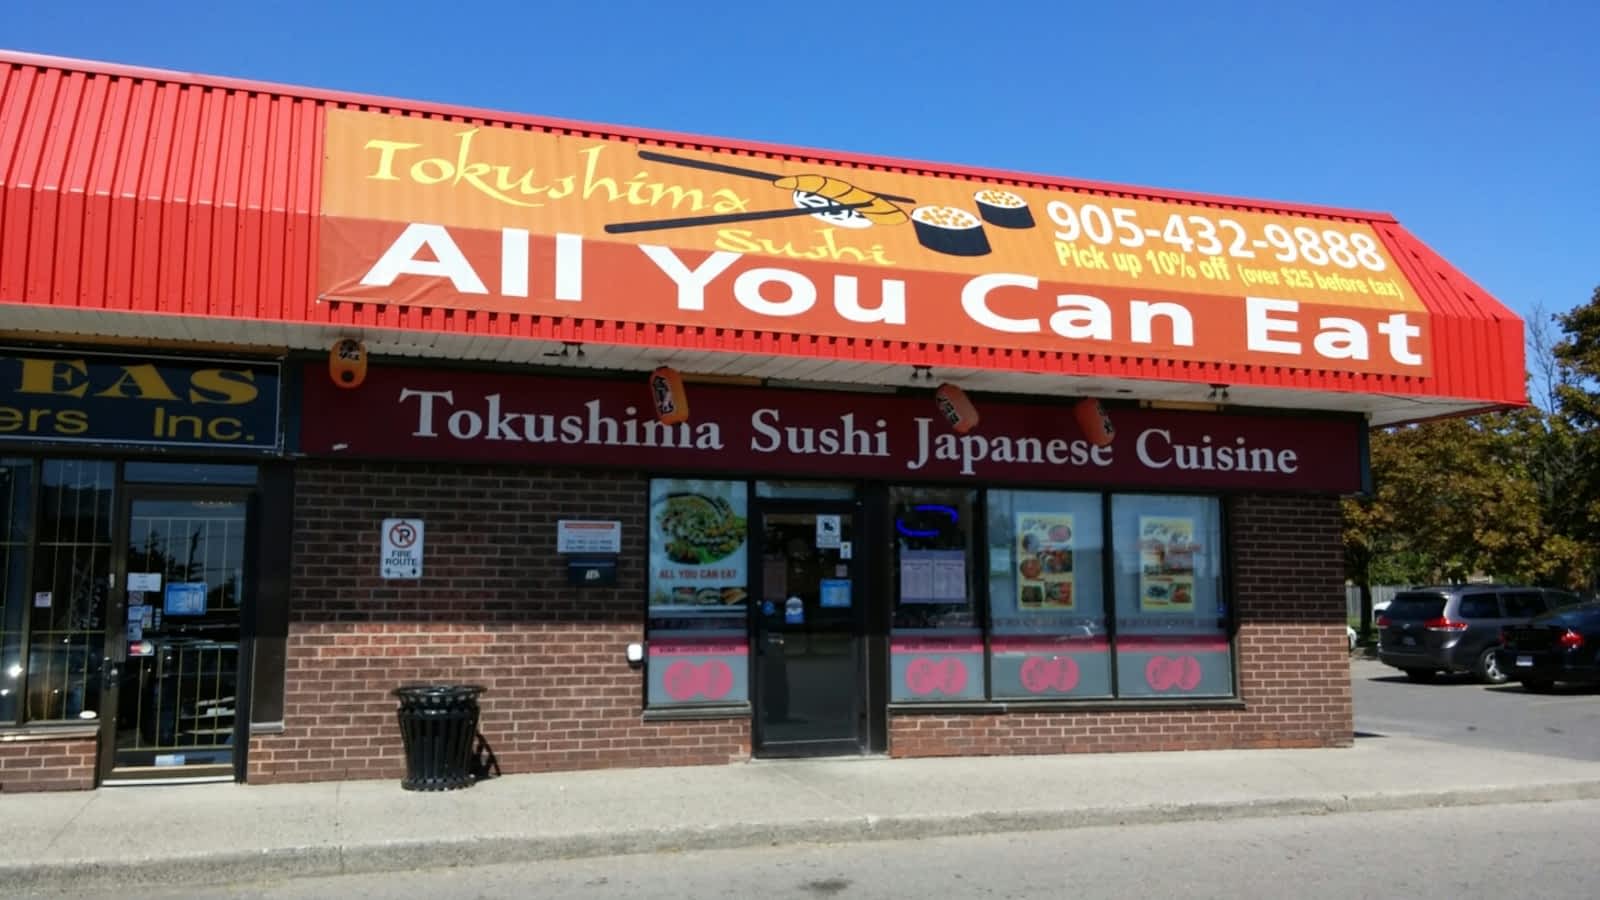 Tokushima
Sushi
905-432-9888
Pick up 10% off (over $25 before tax)
All You Can Eat
EAS
ers Inc.
Tokushima Sushi Japanese Cuisine
FIRE
ROUTE
ALL YOU CAN EAT